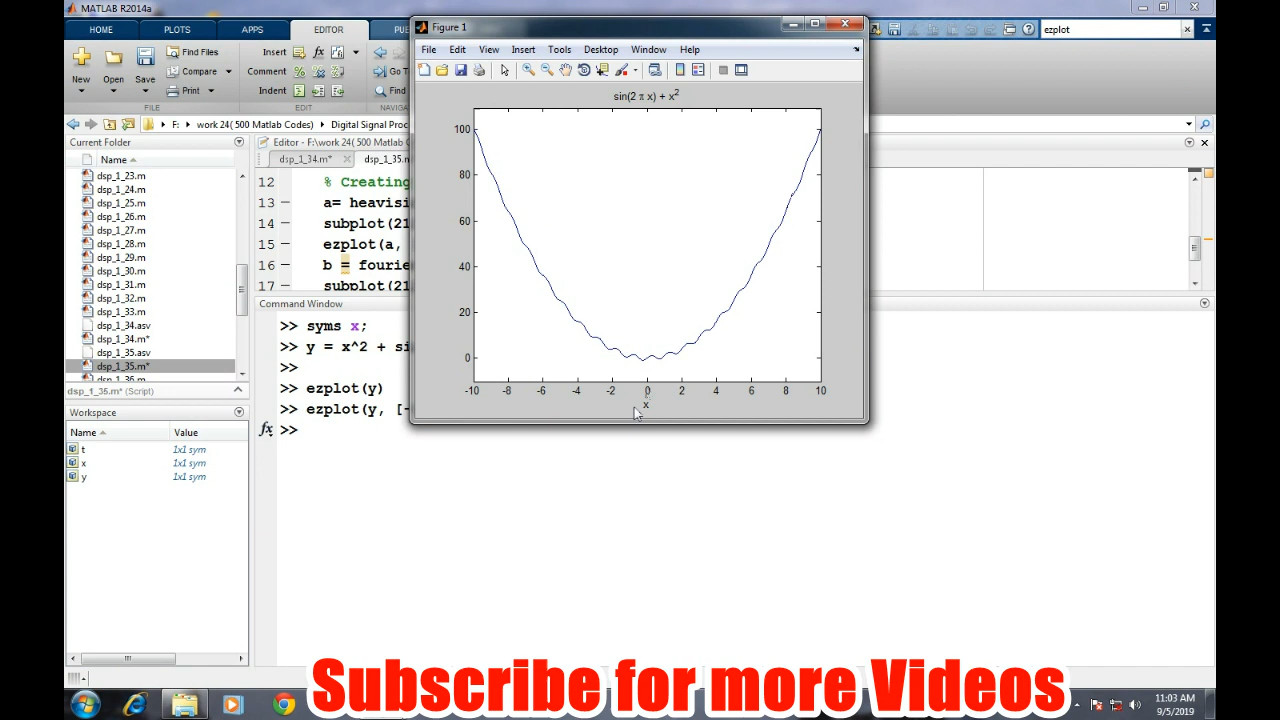 MATLAB R2014a
HOME
PLOTS
APPS
EDITOR
ezplot
New
Open
Save
Find Files
Compare
Print
FILE
Insert
Comment
Indent
EDIT
Go T
Find
F:
work 24( 500 Matlab Codes)
Digital Signal Proc
Current Folder
Name
dsp_1_23.m
dsp_1_24.m
dsp_1_25.m
dsp_1_26.m
dsp_1_27.m
dsp_1_28.m
dsp_1_29.m
dsp_1_30.m
dsp_1_31.m
dsp_1_32.m
dsp_1_33.m
dsp_1_34.asv
dsp_1_34.m*
dsp_1_35.asv
dsp_1_35.m*
dsp_1_36.m
dsp_1_35.m* (Script)
Workspace
Name Value
t 1x1 sym
x 1x1 sym
y 1x1 sym
Editor - F:\work 24( 500 Matlab
dsp_1_34.m*
dsp_1_35.m
12 % Creating
13 a= heavisi
14 subplot(21
15 ezplot(a,
16 b = fourie
17 subplot(21
Command Window
>> syms x;
>> y = x^2 + si
>>
>> ezplot(y)
>> ezplot(y, [-
fx >>
Figure 1
File Edit View Insert Tools Desktop Window Help
sin(2 π x) + x²
100
80
60
40
20
0
-10 -8 -6 -4 -2 0 2 4 6 8 10
x
Subscribe for more Videos
11:03 AM
9/5/2019